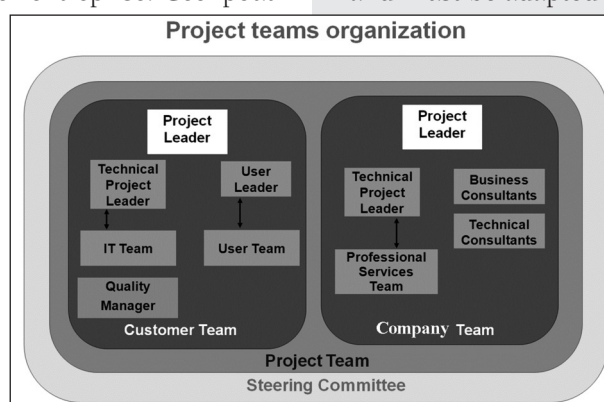 Project teams organization
Project
Leader
Technical
Project
Leader
User
Leader
IT Team
User Team
Quality
Manager
Customer Team
Project
Leader
Technical
Project
Leader
Business
Consultants
Technical
Consultants
Professional
Services
Team
Company Team
Project Team
Steering Committee